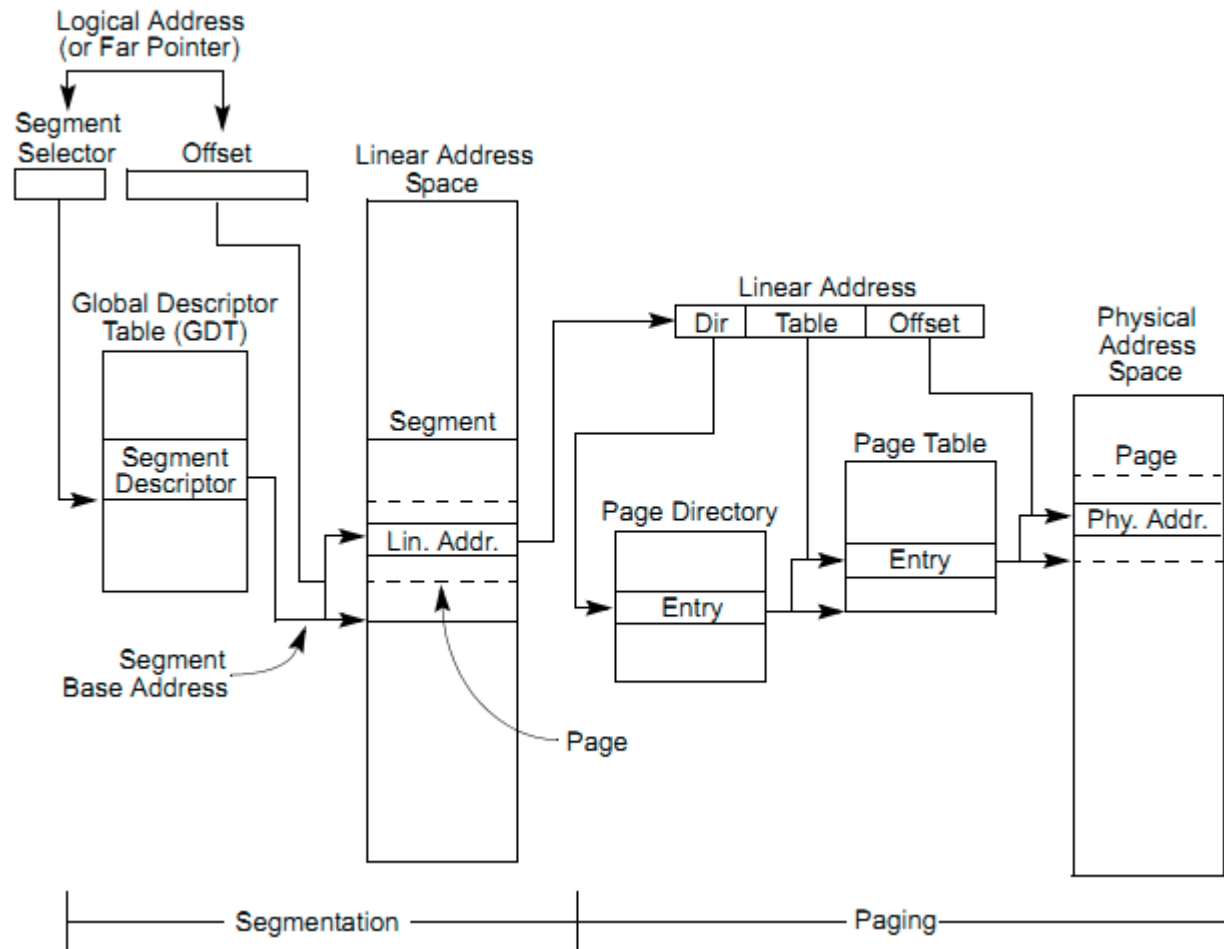 Logical Address
(or Far Pointer)
Segment
Selector
Offset
Linear Address
Space
Global Descriptor
Table (GDT)
Segment
Descriptor
Segment
Base Address
Segment
Lin. Addr.
Page
Linear Address
Dir
Table
Offset
Page Directory
Entry
Page Table
Entry
Physical
Address
Space
Page
Phy. Addr.
Segmentation
Paging